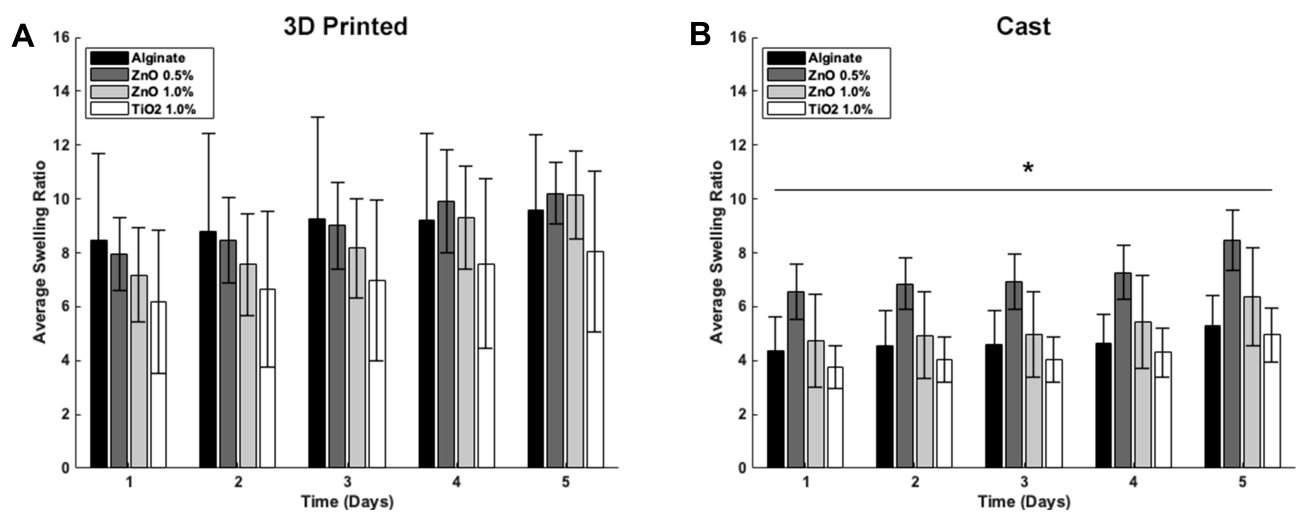 A
3D Printed
Average Swelling Ratio
16
14
12
10
8
6
4
2
0
Alginate
ZnO 0.5%
ZnO 1.0%
TiO2 1.0%
1 2 3 4 5
Time (Days)
B
Cast
Average Swelling Ratio
16
14
12
10
8
6
4
2
0
Alginate
ZnO 0.5%
ZnO 1.0%
TiO2 1.0%
*
1 2 3 4 5
Time (Days)